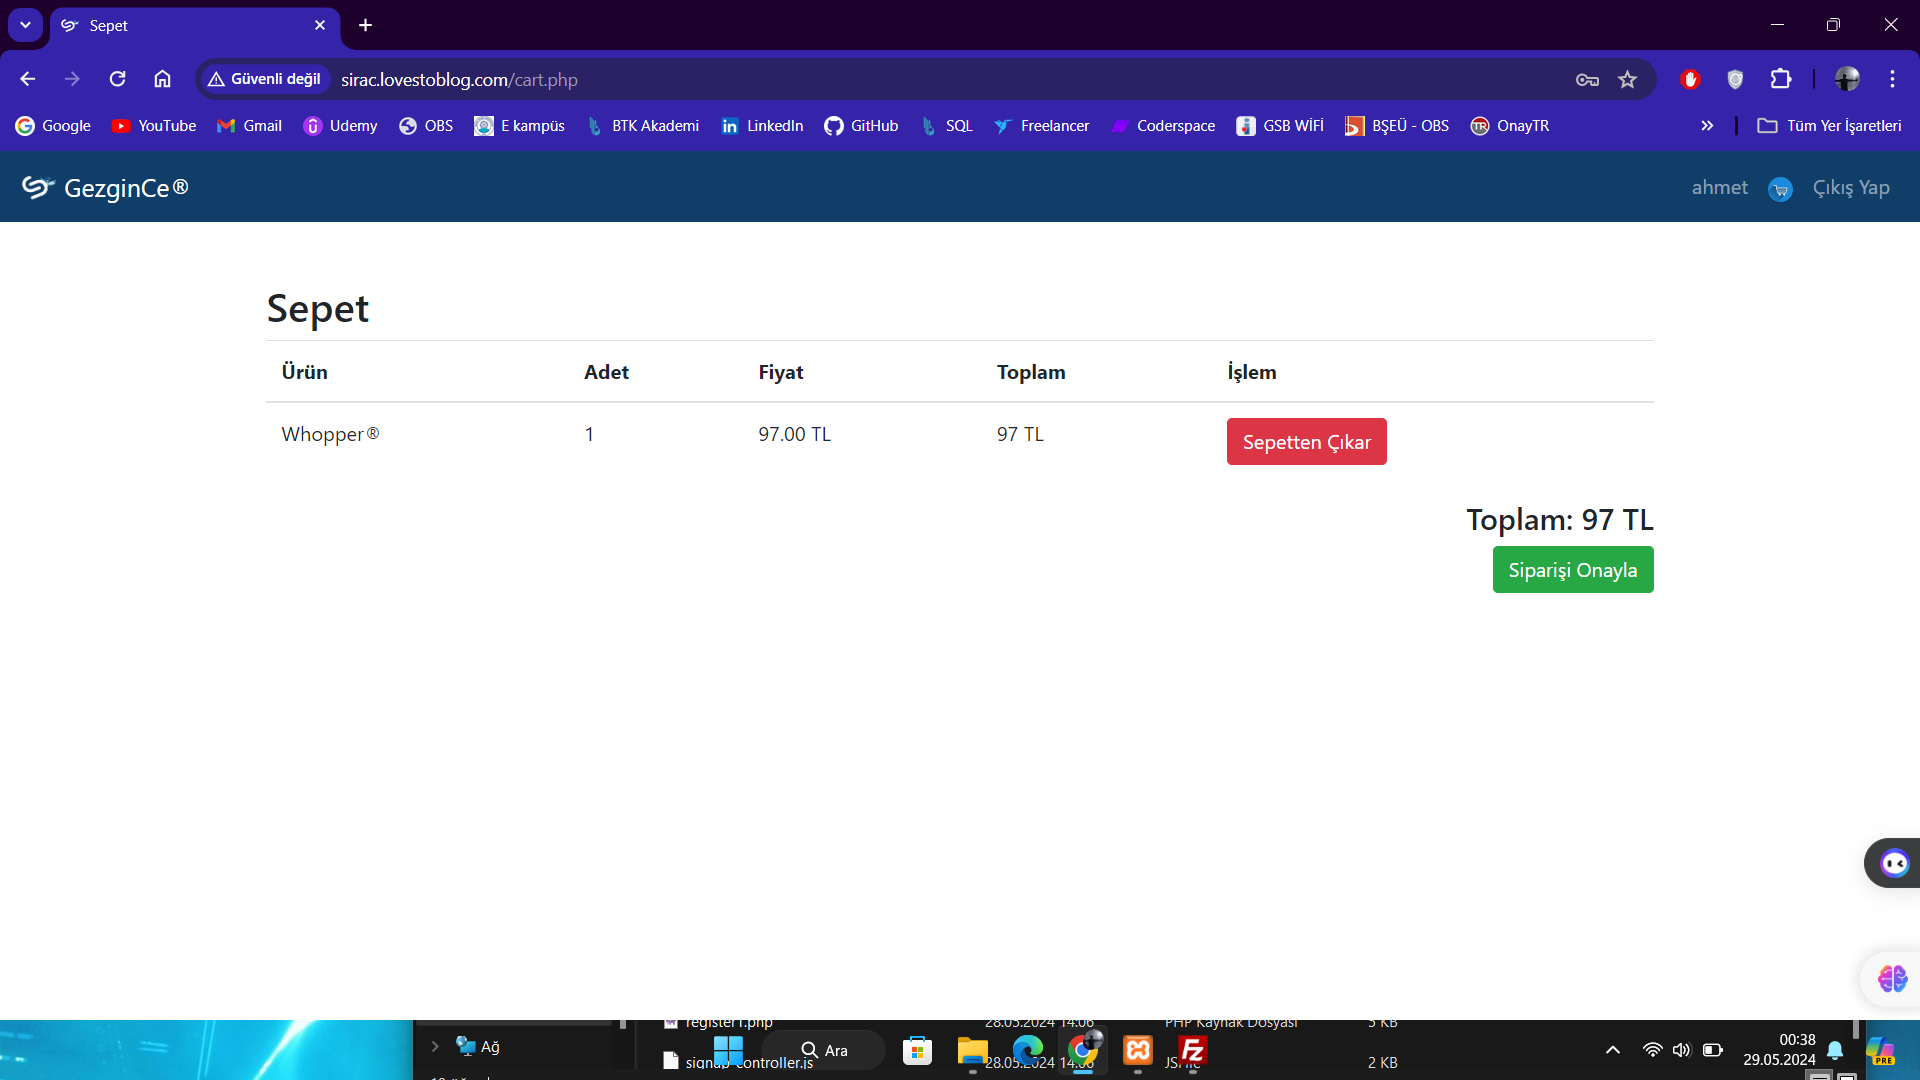 Sepet
Güvenli değil
sirac.lovestoblog.com/cart.php
Google YouTube Gmail Udemy OBS E kampüs BTK Akademi LinkedIn GitHub SQL Freelancer Coderspace GSB WİFİ BŞEÜ - OBS OnayTR Tüm Yer İşaretleri
GezginCe®
ahmet Çıkış Yap
Sepet
Ürün Adet Fiyat Toplam İşlem
Whopper® 1 97.00 TL 97 TL Sepetten Çıkar
Toplam: 97 TL
Siparişi Onayla
register1.php 28.05.2024 14:06 PHP Kaynak Dosyası 5 KB
Ağ
Ara
00:38
signup-controller.js 28.05.2024 14:06 2 KB
29.05.2024
PRE